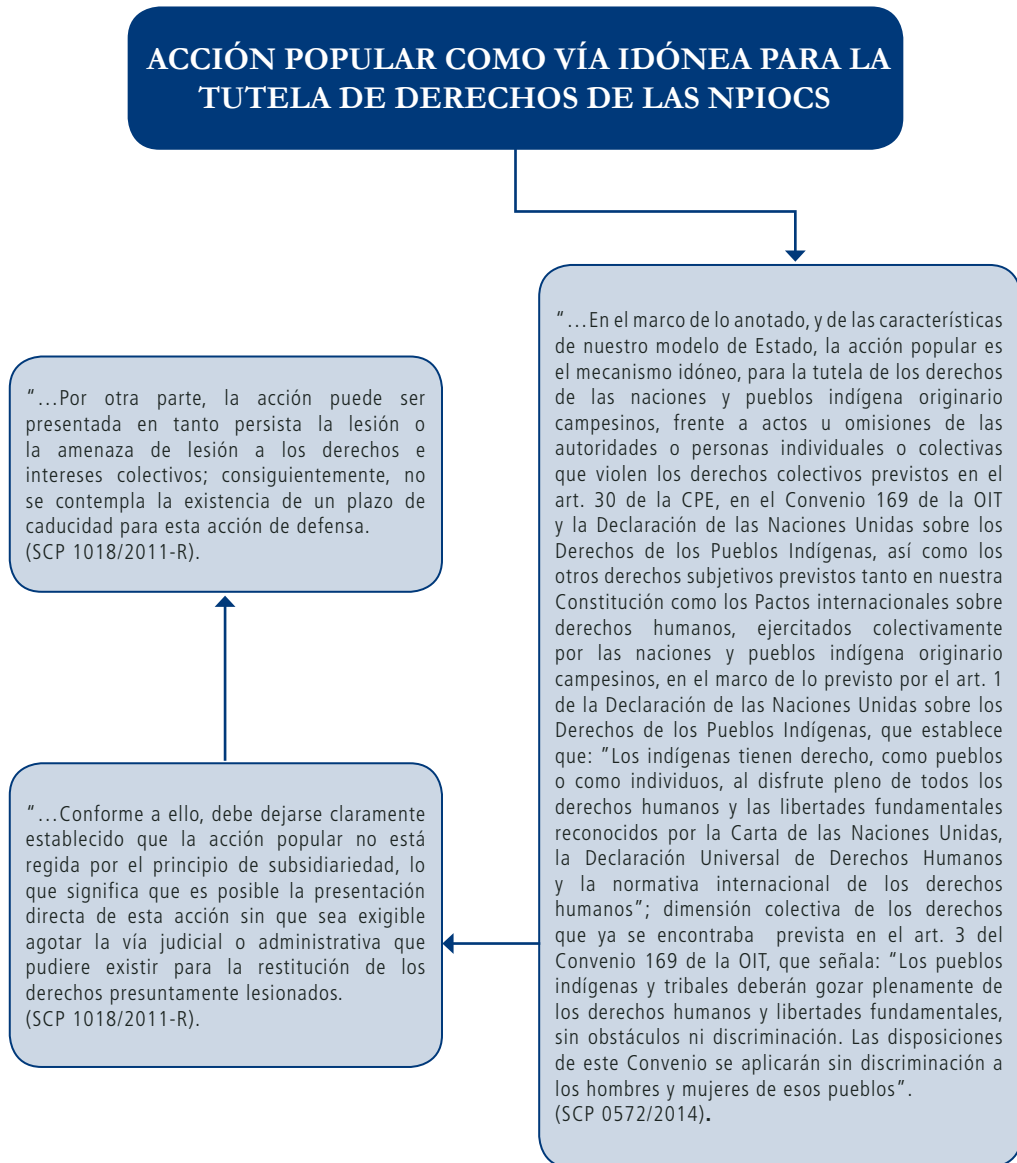 ACCIÓN POPULAR COMO VÍA IDÓNEA PARA LA
TUTELA DE DERECHOS DE LAS NPIOCS
“…En el marco de lo anotado, y de las características
de nuestro modelo de Estado, la acción popular es
el mecanismo idóneo, para la tutela de los derechos
de las naciones y pueblos indígena originario
campesinos, frente a actos u omisiones de las
autoridades o personas individuales o colectivas
que violen los derechos colectivos previstos en el
art. 30 de la CPE, en el Convenio 169 de la OIT
y la Declaración de las Naciones Unidas sobre los
Derechos de los Pueblos Indígenas, así como los
otros derechos subjetivos previstos tanto en nuestra
Constitución como los Pactos internacionales sobre
derechos humanos, ejercitados colectivamente
por las naciones y pueblos indígena originario
campesinos, en el marco de lo previsto por el art. 1
de la Declaración de las Naciones Unidas sobre los
Derechos de los Pueblos Indígenas, que establece
que: “Los indígenas tienen derecho, como pueblos
o como individuos, al disfrute pleno de todos los
derechos humanos y las libertades fundamentales
reconocidos por la Carta de las Naciones Unidas,
la Declaración Universal de Derechos Humanos
y la normativa internacional de los derechos
humanos”; dimensión colectiva de los derechos
que ya se encontraba prevista en el art. 3 del
Convenio 169 de la OIT, que señala: “Los pueblos
indígenas y tribales deberán gozar plenamente de
los derechos humanos y libertades fundamentales,
sin obstáculos ni discriminación. Las disposiciones
de este Convenio se aplicarán sin discriminación a
los hombres y mujeres de esos pueblos”.
(SCP 0572/2014).
“…Conforme a ello, debe dejarse claramente
establecido que la acción popular no está
regida por el principio de subsidiariedad, lo
que significa que es posible la presentación
directa de esta acción sin que sea exigible
agotar la vía judicial o administrativa que
pudiere existir para la restitución de los
derechos presuntamente lesionados.
(SCP 1018/2011-R).
“…Por otra parte, la acción puede ser
presentada en tanto persista la lesión o
la amenaza de lesión a los derechos e
intereses colectivos; consiguientemente, no
se contempla la existencia de un plazo de
caducidad para esta acción de defensa.
(SCP 1018/2011-R).